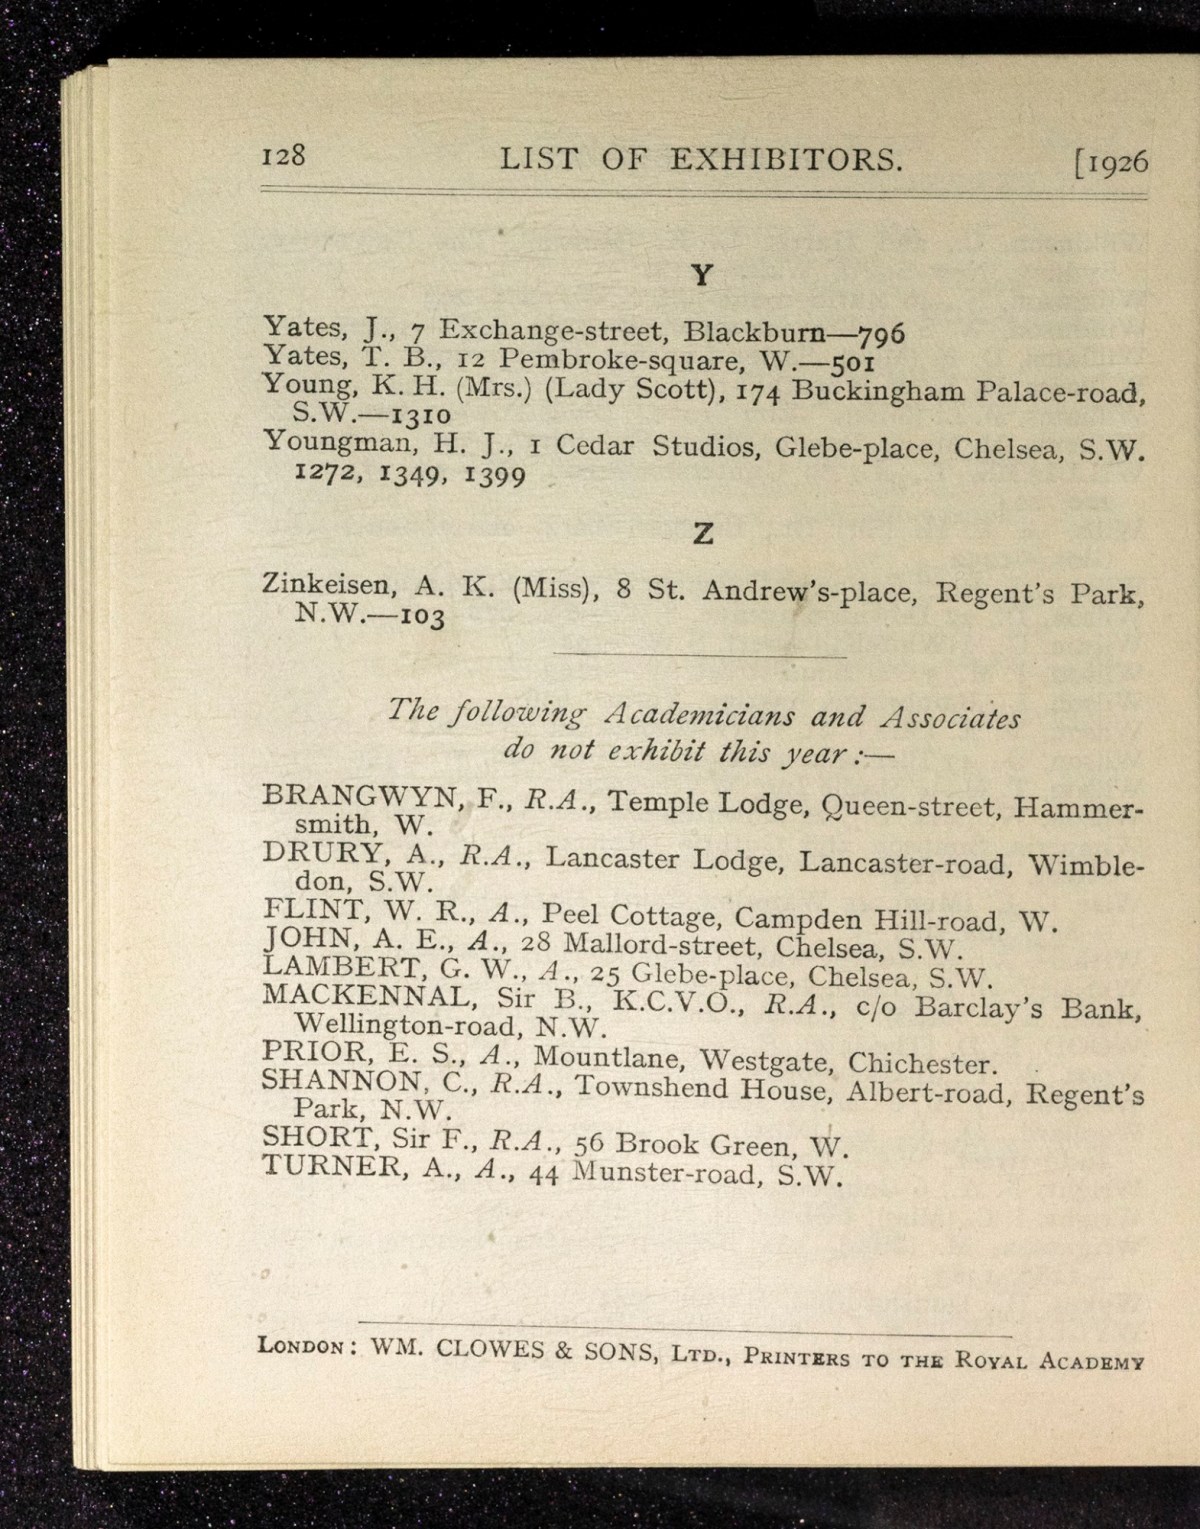 128 LIST OF EXHIBITORS. [1926
Y
Yates, J., 7 Exchange-street, Blackburn—796
Yates, T. B., 12 Pembroke-square, W.—501
Young, K. H. (Mrs.) (Lady Scott), 174 Buckingham Palace-road,
S.W.—1310
Youngman, H. J., 1 Cedar Studios, Glebe-place, Chelsea, S.W.
1272, 1349, 1399
Z
Zinkeisen, A. K. (Miss), 8 St. Andrew's-place, Regent's Park,
N.W.—103
The following Academicians and Associates
do not exhibit this year:—
BRANGWYN, F., R.A., Temple Lodge, Queen-street, Hammer-
smith, W.
DRURY, A., R.A., Lancaster Lodge, Lancaster-road, Wimble-
don, S.W.
FLINT, W. R., A., Peel Cottage, Campden Hill-road, W.
JOHN, A. E., A., 28 Mallord-street, Chelsea, S.W.
LAMBERT, G. W., A., 25 Glebe-place, Chelsea, S.W.
MACKENNAL, Sir B., K.C.V.O., R.A., c/o Barclay's Bank,
Wellington-road, N.W.
PRIOR, E. S., A., Mountlane, Westgate, Chichester.
SHANNON, C., R.A., Townshend House, Albert-road, Regent's
Park, N.W.
SHORT, Sir F., R.A., 56 Brook Green, W.
TURNER, A., A., 44 Munster-road, S.W.
LONDON: WM. CLOWES & SONS, LTD., PRINTERS TO THE ROYAL ACADEMY